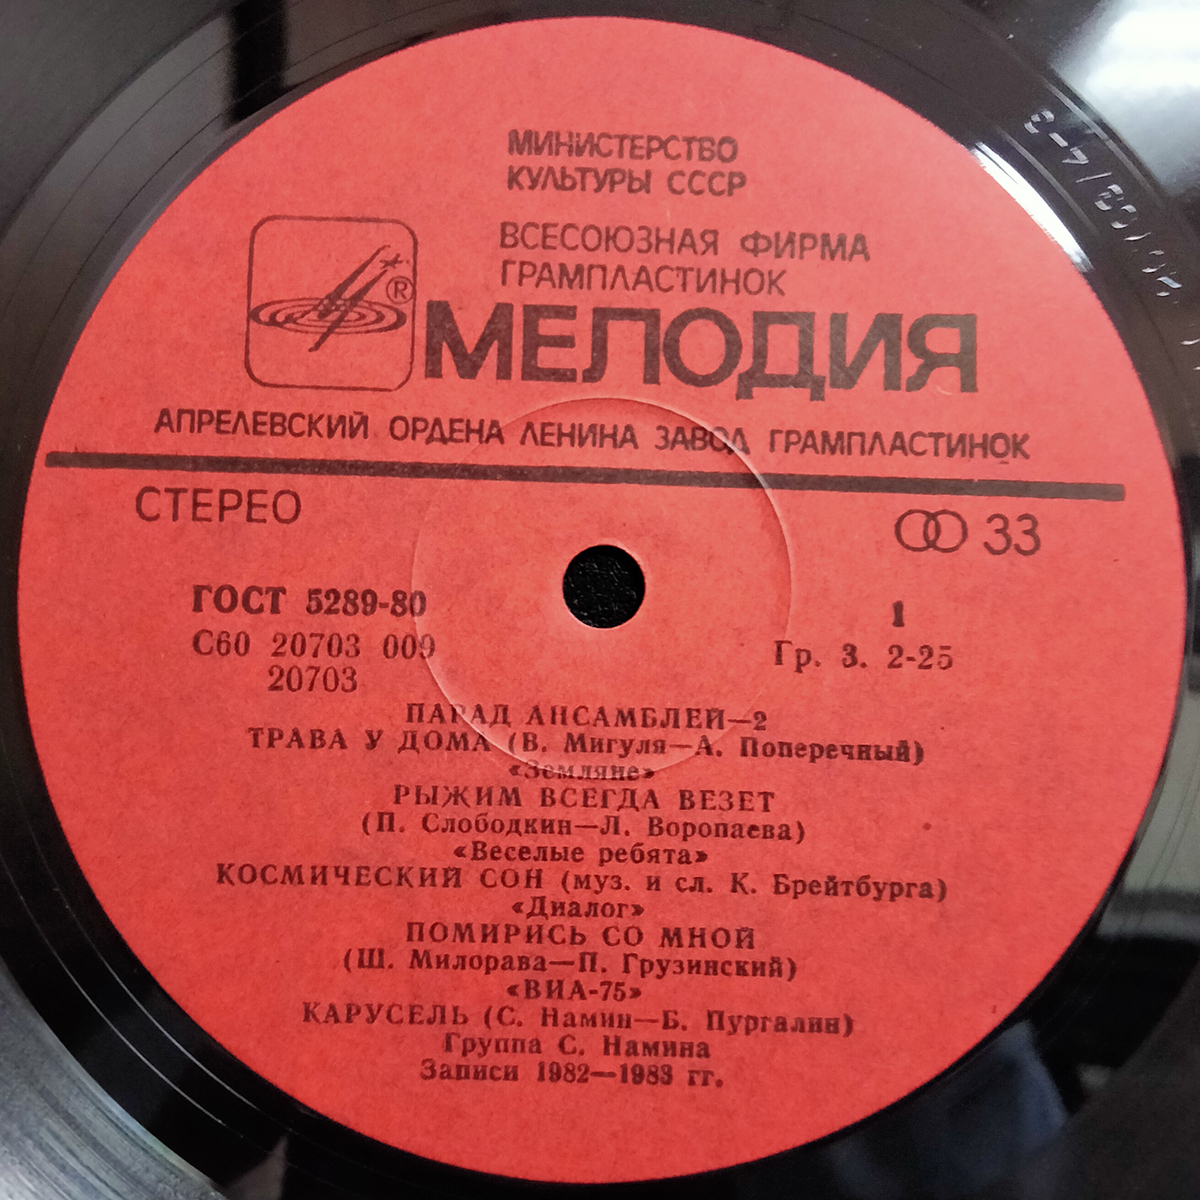 МИНИСТЕРСТВО
КУЛЬТУРЫ СССР
ВСЕСОЮЗНАЯ ФИРМА
ГРАМПЛАСТИНОК
®
МЕЛОДИЯ
АПРЕЛЕВСКИЙ ОРДЕНА ЛЕНИНА ЗАВОД ГРАМПЛАСТИНОК
СТЕРЕО
33
ГОСТ 5289-80
1
С60 20703 009
Гр. 3. 2-25
20703
ПАРАД АНСАМБЛЕЙ—2
ТРАВА У ДОМА (В. Мигуля—А. Поперечный)
«Земляне»
РЫЖИМ ВСЕГДА ВЕЗЕТ
(П. Слободкин—Л. Воропаева)
«Веселые ребята»
КОСМИЧЕСКИЙ СОН (муз. и сл. К. Брейтбурга)
«Диалог»
ПОМИРИСЬ СО МНОЙ
(Ш. Милорава—П. Грузинский)
«ВИА-75»
КАРУСЕЛЬ (С. Намин—Б. Пургалин)
Группа С. Намина
Записи 1982—1983 гг.